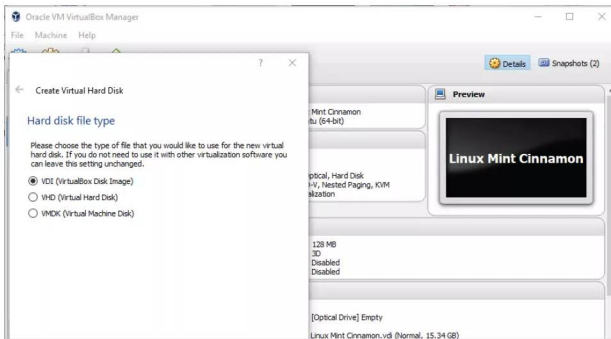 Oracle VM VirtualBox Manager
File Machine Help
Details Snapshots (2)
?
Create Virtual Hard Disk
Hard disk file type
Please choose the type of file that you would like to use for the new virtual
hard disk. If you do not need to use it with other virtualization software you
can leave this setting unchanged.
VDI (VirtualBox Disk Image)
VHD (Virtual Hard Disk)
VMDK (Virtual Machine Disk)
Mint Cinnamon
tu (64-bit)
ptical, Hard Disk
-V, Nested Paging, KVM
alization
128 MB
3D
Disabled
Disabled
[Optical Drive] Empty
Linux Mint Cinnamon.vdi (Normal, 15.34 GB)
Preview
Linux Mint Cinnamon